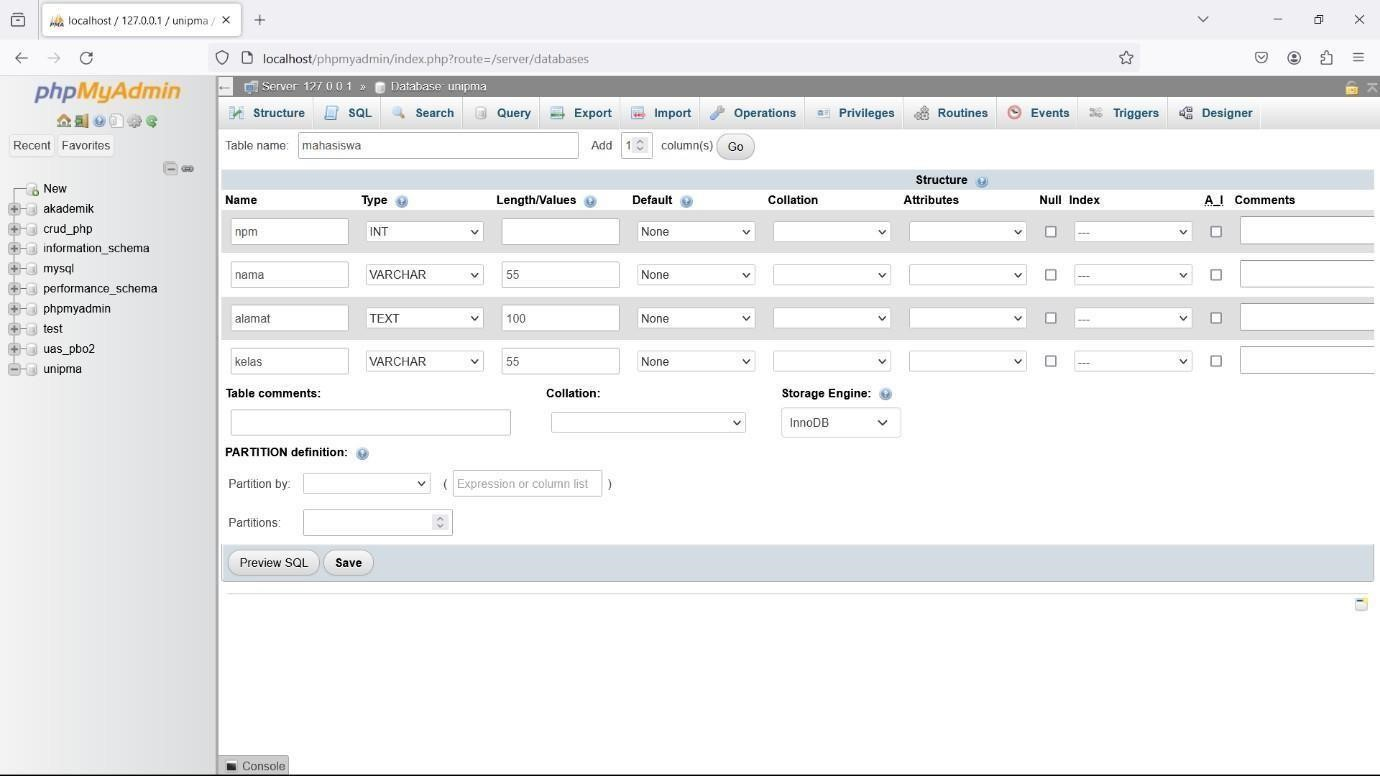 localhost / 127.0.0.1 / unipma /
localhost/phpmyadmin/index.php?route=/server/databases
phpMyAdmin
Recent Favorites
New
akademik
crud_php
information_schema
mysql
performance_schema
phpmyadmin
test
uas_pbo2
unipma
Server: 127.0.0.1 » Database: unipma
Structure SQL Search Query Export Import Operations Privileges Routines Events Triggers Designer
Table name: mahasiswa Add 1 column(s) Go
Structure
Name Type Length/Values Default Collation Attributes Null Index A_I Comments
npm INT None ---
nama VARCHAR 55 None ---
alamat TEXT 100 None ---
kelas VARCHAR 55 None ---
Table comments: Collation: Storage Engine:
InnoDB
PARTITION definition:
Partition by: ( Expression or column list )
Partitions:
Preview SQL Save
Console